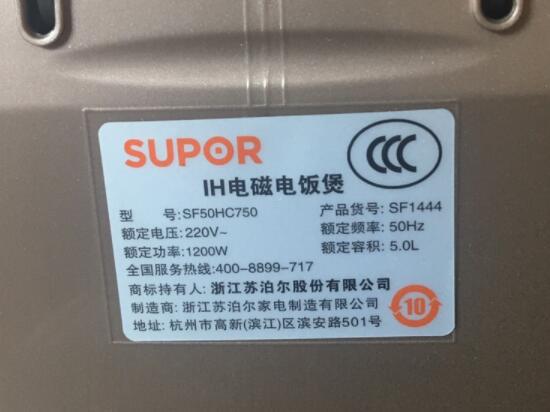 SUPOR
CCC
IH电磁电饭煲
型 号:SF50HC750 产品货号:SF1444
额定电压:220V~ 额定频率:50Hz
额定功率:1200W 额定容积:5.0L
全国服务热线:400-8899-717
商标持有人:浙江苏泊尔股份有限公司
制造商:浙江苏泊尔家电制造有限公司
地址:杭州市高新(滨江)区滨安路501号
10